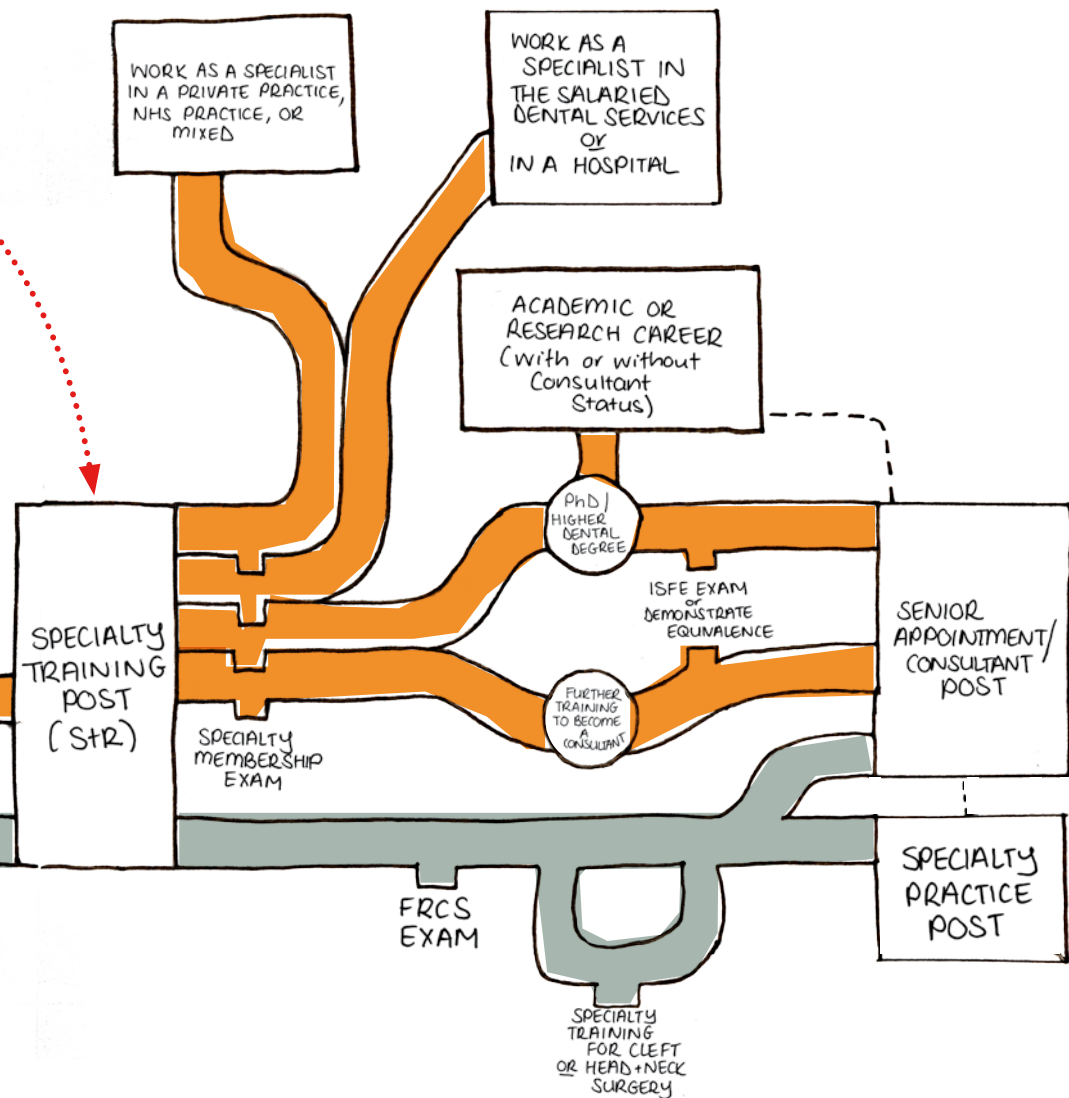 WORK AS A SPECIALIST
IN A PRIVATE PRACTICE,
NHS PRACTICE, OR
MIXED
WORK AS A
SPECIALIST IN
THE SALARIED
DENTAL SERVICES
or
IN A HOSPITAL
ACADEMIC OR
RESEARCH CAREER
(with or without
Consultant
Status)
PhD/
HIGHER
DENTAL
DEGREE
ISFE EXAM
or
DEMONSTRATE
EQUIVALENCE
SENIOR
APPOINTMENT/
CONSULTANT
POST
SPECIALTY
TRAINING
POST
(StR)
FURTHER
TRAINING
TO BECOME
A
CONSULTANT
SPECIALTY
MEMBERSHIP
EXAM
FRCS
EXAM
SPECIALTY
PRACTICE
POST
SPECIALTY
TRAINING
FOR CLEFT
OR HEAD+NECK
SURGERY